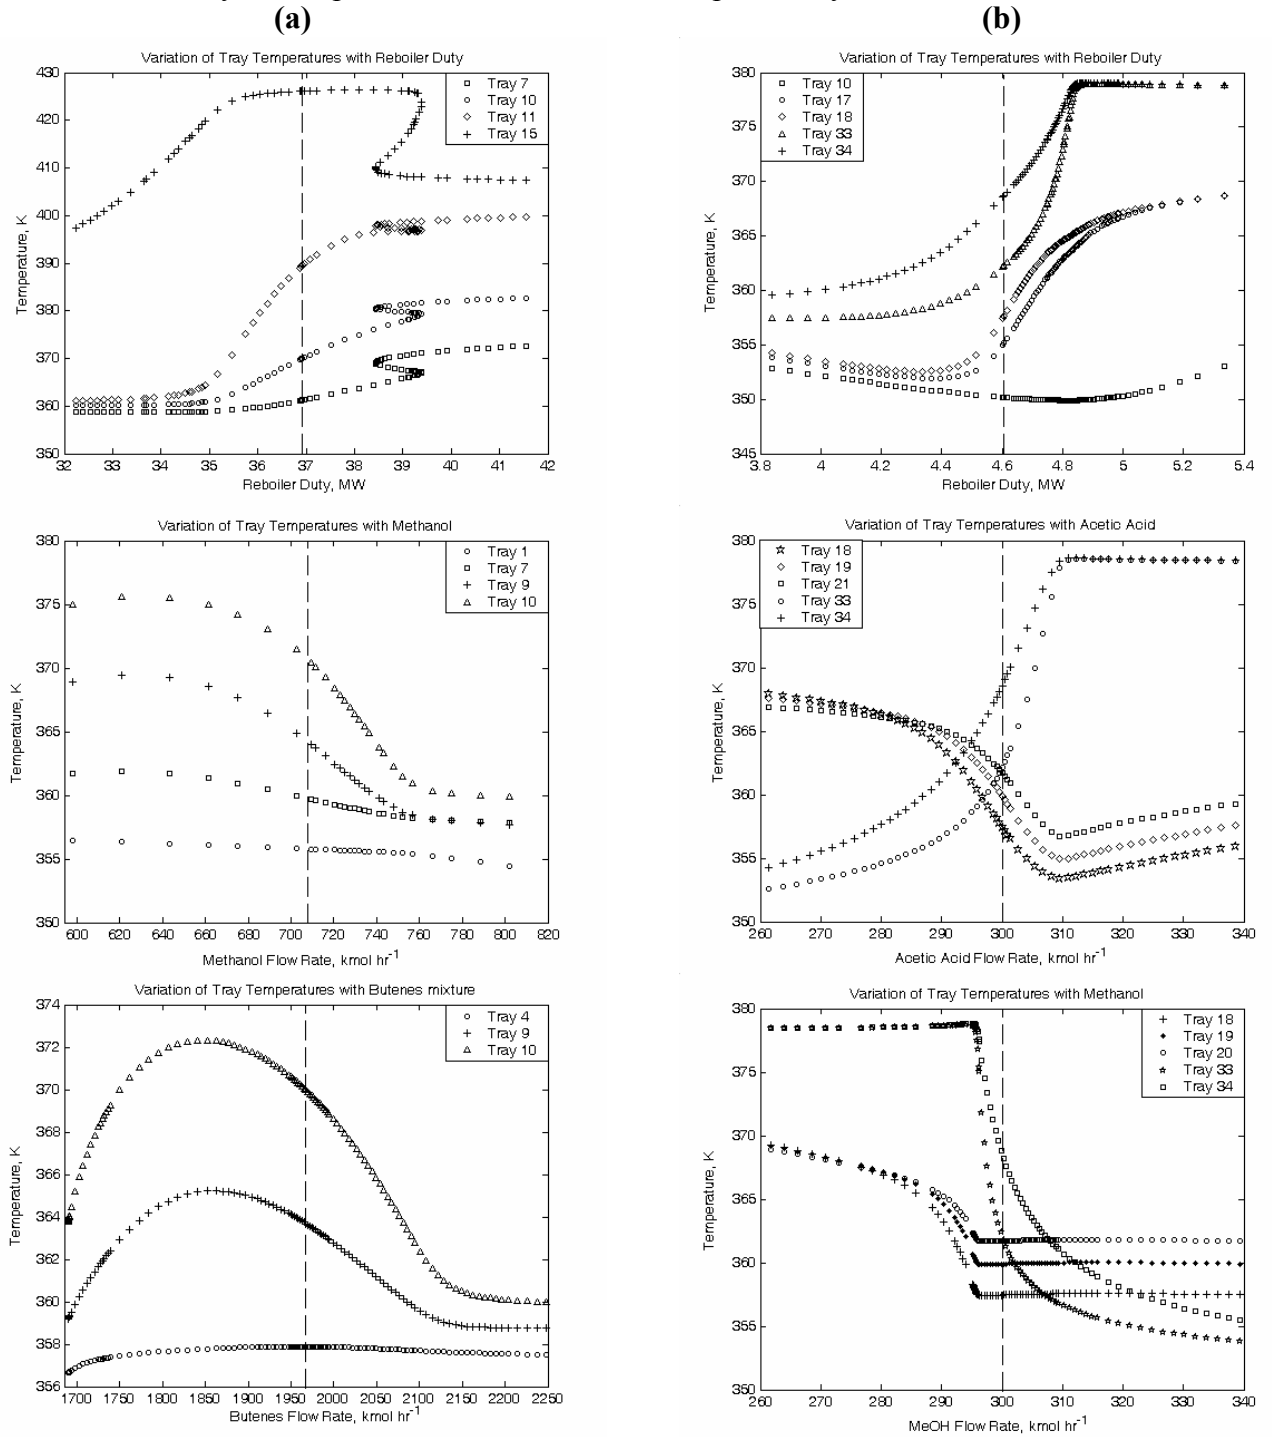 (a)
Variation of Tray Temperatures with Reboiler Duty
430
420
410
400
390
380
370
360
350
Temperature, K
Tray 7
Tray 10
Tray 11
Tray 15
32 33 34 35 36 37 38 39 40 41 42
Reboiler Duty, MW
Variation of Tray Temperatures with Methanol
380
375
370
365
360
355
350
Temperature, K
Tray 1
Tray 7
Tray 9
Tray 10
600 620 640 660 680 700 720 740 760 780 800 820
Methanol Flow Rate, kmol hr-1
Variation of Tray Temperatures with Butenes mixture
374
372
370
368
366
364
362
360
358
356
Temperature, K
Tray 4
Tray 9
Tray 10
1700 1750 1800 1850 1900 1950 2000 2050 2100 2150 2200 2250
Butenes Flow Rate, kmol hr-1
(b)
Variation of Tray Temperatures with Reboiler Duty
380
375
370
365
360
355
350
345
Temperature, K
Tray 10
Tray 17
Tray 18
Tray 33
Tray 34
3.8 4 4.2 4.4 4.6 4.8 5 5.2 5.4
Reboiler Duty, MW
Variation of Tray Temperatures with Acetic Acid
380
375
370
365
360
355
350
Temperature, K
Tray 18
Tray 19
Tray 21
Tray 33
Tray 34
260 270 280 290 300 310 320 330 340
Acetic Acid Flow Rate, kmol hr-1
Variation of Tray Temperatures with Methanol
380
375
370
365
360
355
350
Temperature, K
Tray 18
Tray 19
Tray 20
Tray 33
Tray 34
260 270 280 290 300 310 320 330 340
MeOH Flow Rate, kmol hr-1